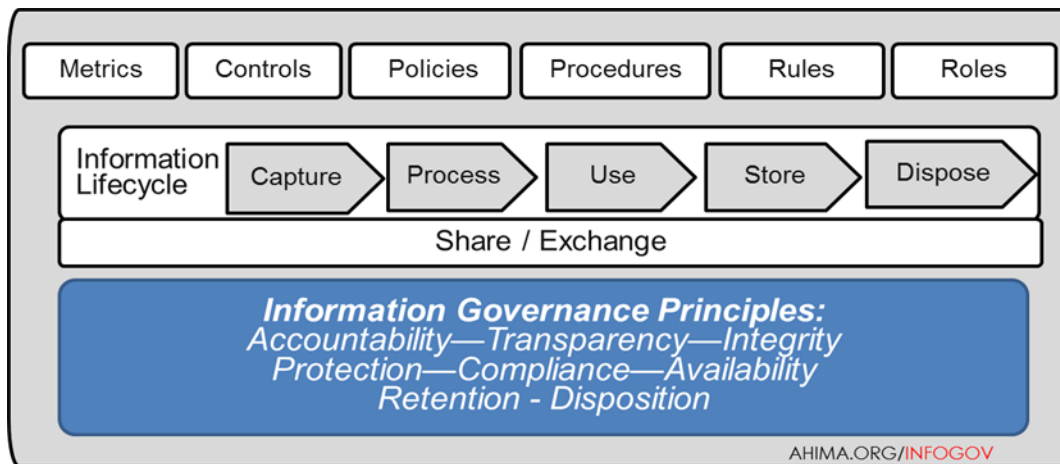 Metrics Controls Policies Procedures Rules Roles
Information
Lifecycle
Capture Process Use Store Dispose
Share / Exchange
Information Governance Principles:
Accountability—Transparency—Integrity
Protection—Compliance—Availability
Retention - Disposition
AHIMA.ORG/INFOGOV